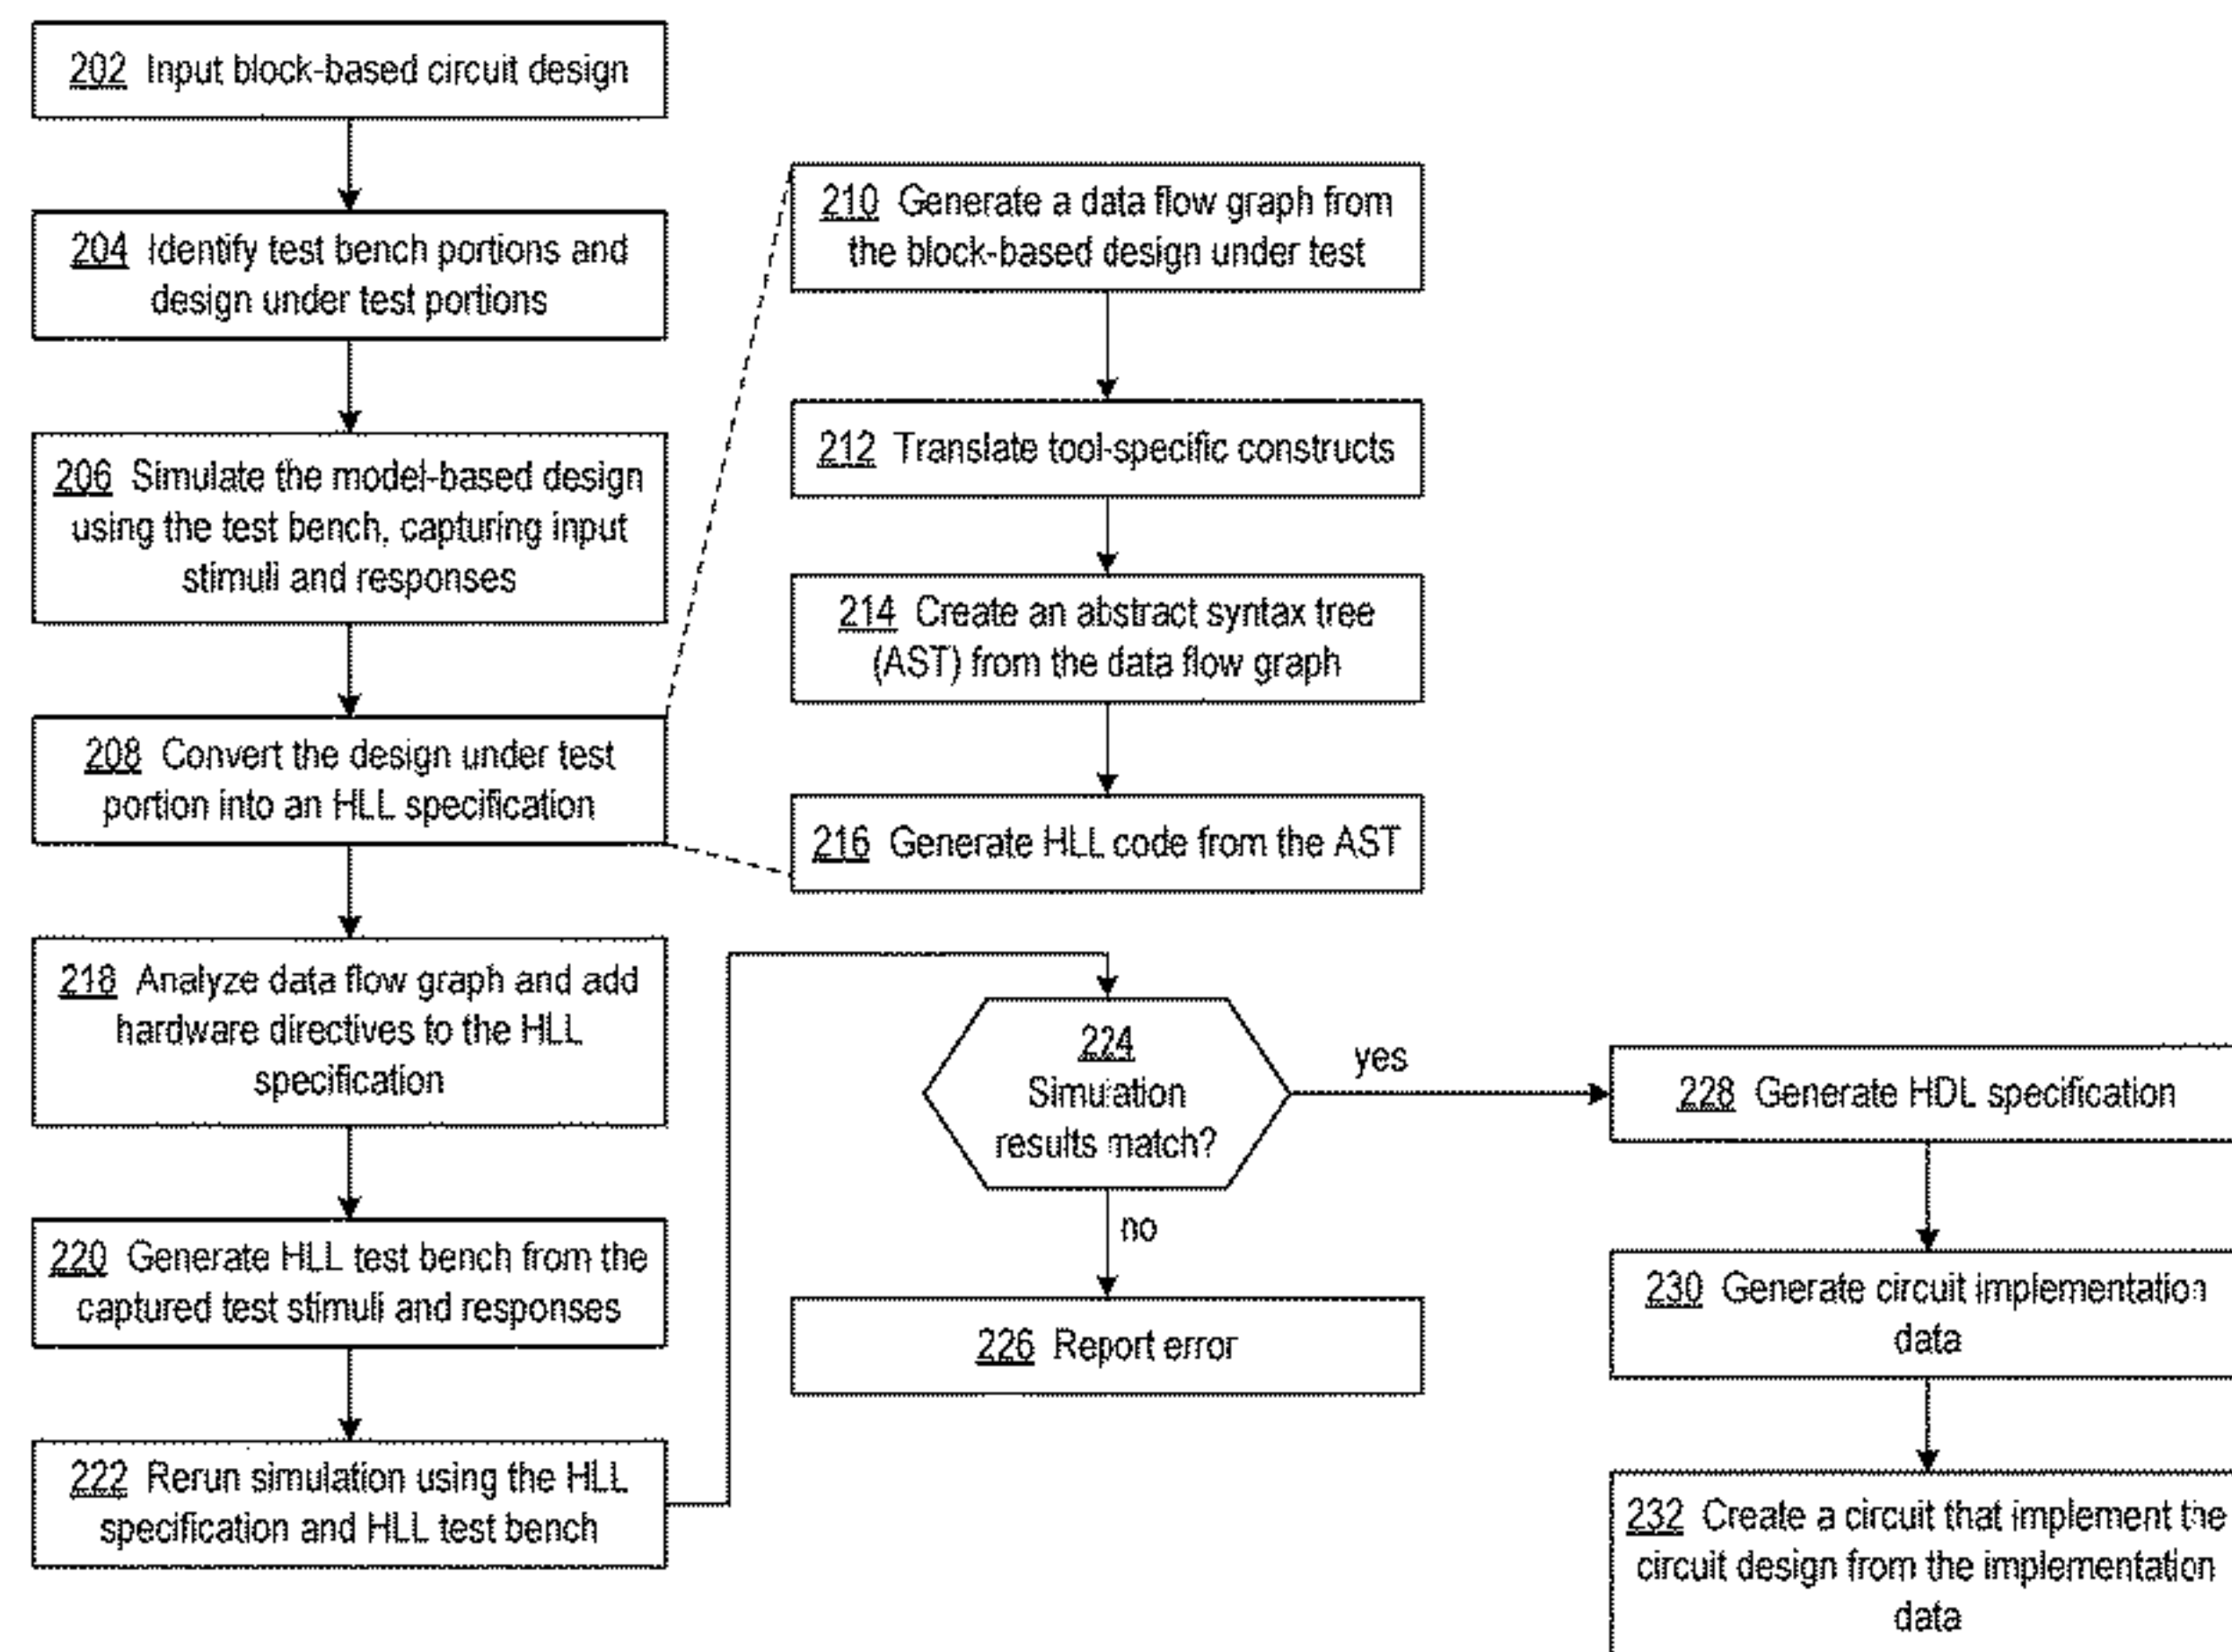 202 Input block-based circuit design
204 Identify test bench portions and
design under test portions
206 Simulate the model-based design
using the test bench, capturing input
stimuli and responses
208 Convert the design under test
portion into an HLL specification
210 Generate a data flow graph from
the block-based design under test
212 Translate tool-specific constructs
214 Create an abstract syntax tree
(AST) from the data flow graph
216 Generate HLL code from the AST
218 Analyze data flow graph and add
hardware directives to the HLL
specification
220 Generate HLL test bench from the
captured test stimuli and responses
222 Rerun simulation using the HLL
specification and HLL test bench
224
Simulation
results match?
yes
no
226 Report error
228 Generate HDL specification
230 Generate circuit implementation
data
232 Create a circuit that implement the
circuit design from the implementation
data